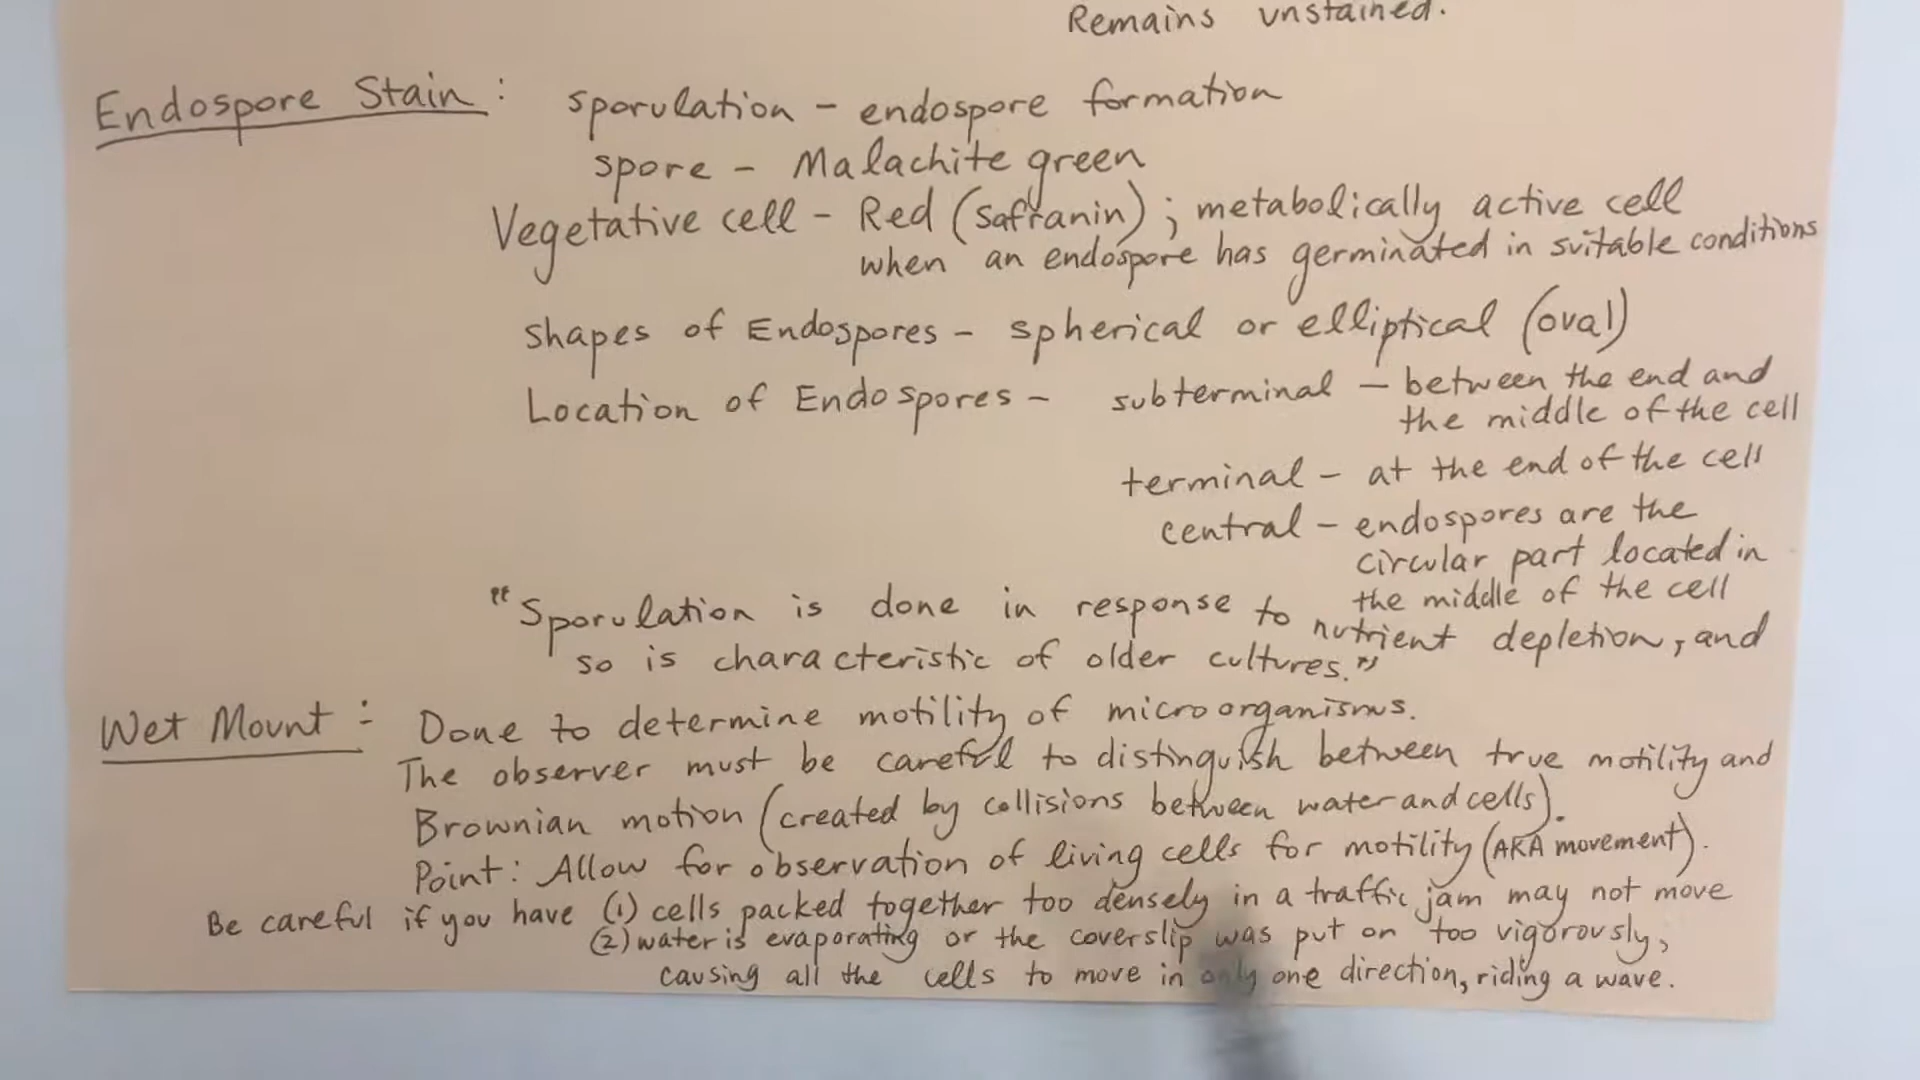 Remains unstained.
Endospore Stain: sporulation - endospore formation
spore - Malachite green
Vegetative cell - Red (safranin); metabolically active cell
when an endospore has germinated in suitable conditions
Shapes of Endospores - spherical or elliptical (oval)
Location of Endospores - subterminal - between the end and
the middle of the cell
terminal - at the end of the cell
central - endospores are the
circular part located in
the middle of the cell
"Sporulation is done in response to nutrient depletion, and
so is characteristic of older cultures."
Wet Mount: Done to determine motility of microorganisms.
The observer must be careful to distinguish between true motility and
Brownian motion (created by collisions between water and cells).
Point: Allow for observation of living cells for motility (AKA movement).
Be careful if you have (1) cells packed together too densely in a traffic jam may not move
(2) water is evaporating or the coverslip was put on too vigorously,
causing all the cells to move in only one direction, riding a wave.